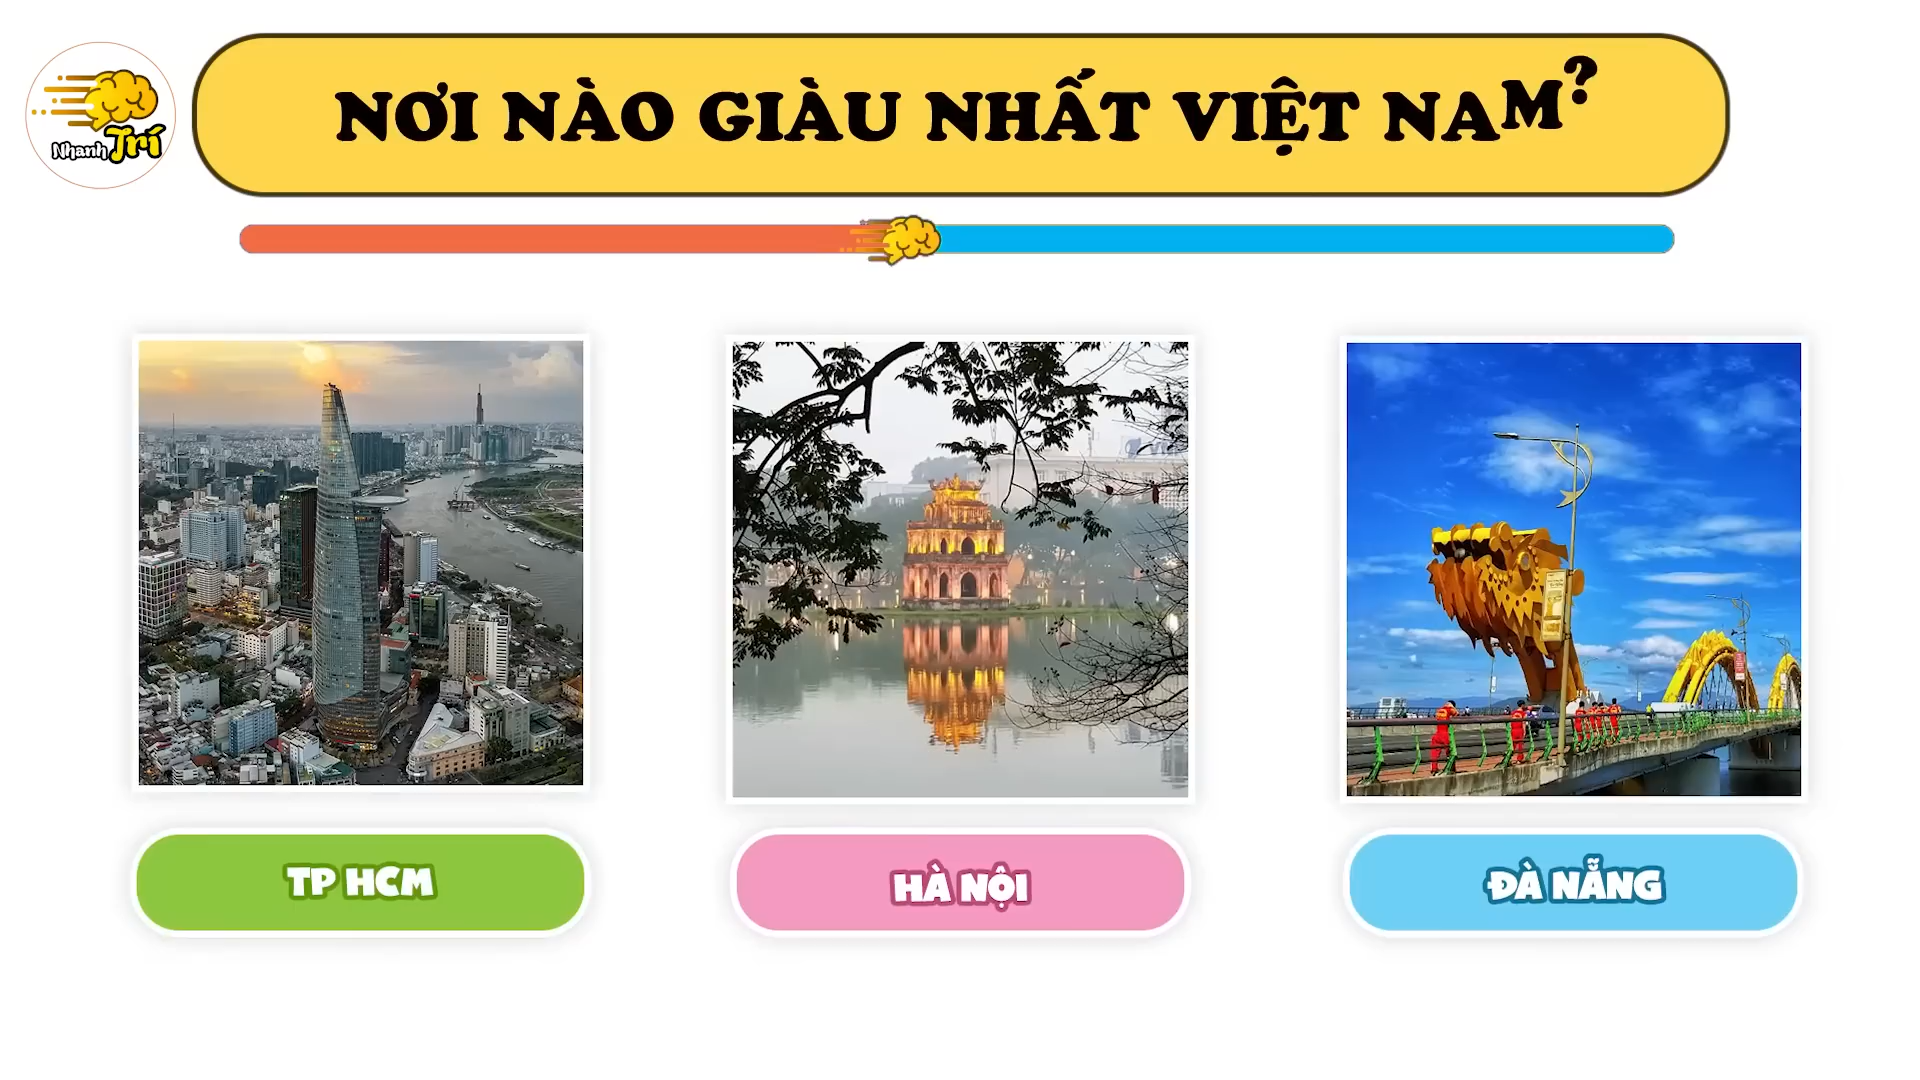 Nhanh Trí
NƠI NÀO GIÀU NHẤT VIỆT NAM?
TP HCM
HÀ NỘI
ĐÀ NẴNG